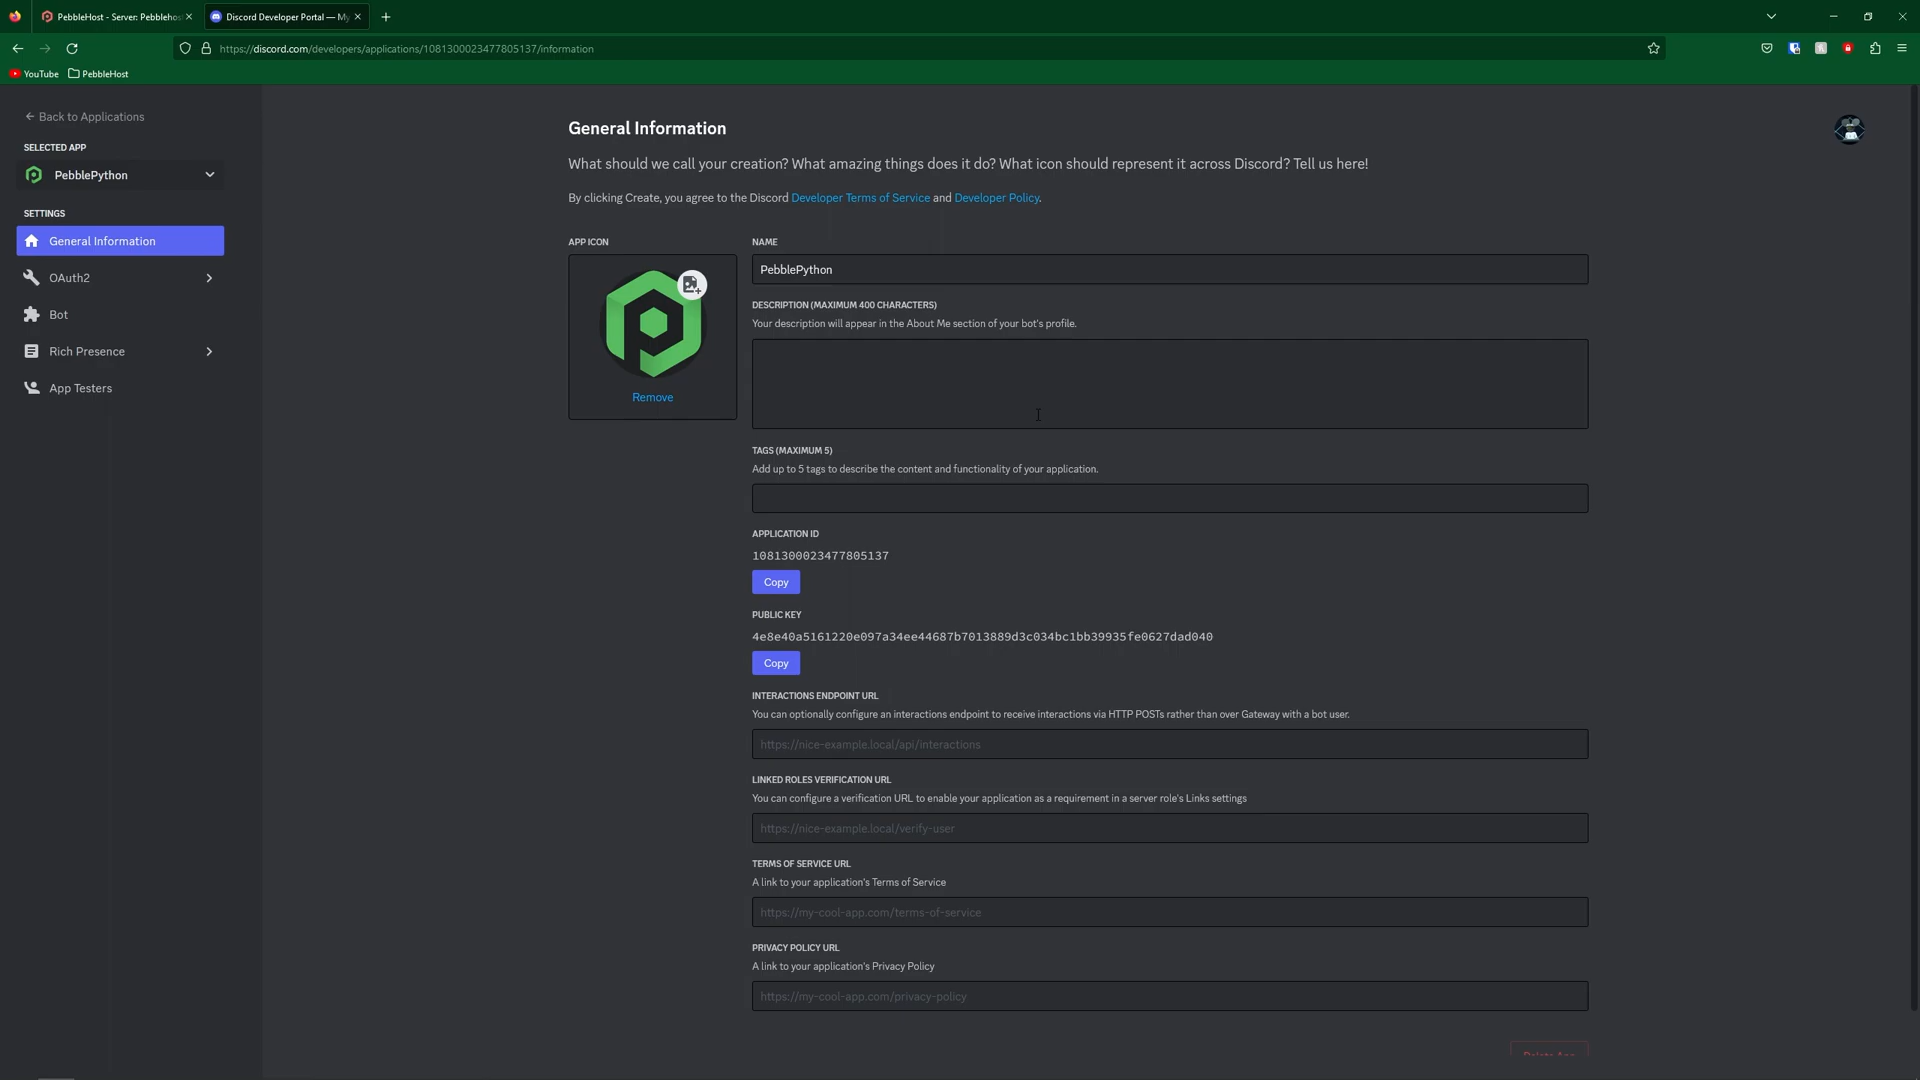 PebbleHost - Server: Pebblehos
Discord Developer Portal — My
https://discord.com/developers/applications/1081300023477805137/information
YouTube
PebbleHost
Back to Applications
SELECTED APP
PebblePython
SETTINGS
General Information
OAuth2
Bot
Rich Presence
App Testers
General Information
What should we call your creation? What amazing things does it do? What icon should represent it across Discord? Tell us here!
By clicking Create, you agree to the Discord Developer Terms of Service and Developer Policy.
APP ICON
Remove
NAME
PebblePython
DESCRIPTION (MAXIMUM 400 CHARACTERS)
Your description will appear in the About Me section of your bot's profile.
TAGS (MAXIMUM 5)
Add up to 5 tags to describe the content and functionality of your application.
APPLICATION ID
1081300023477805137
Copy
PUBLIC KEY
4e8e40a5161220e097a34ee44687b7013889d3c034bc1bb39935fe0627dad040
Copy
INTERACTIONS ENDPOINT URL
You can optionally configure an interactions endpoint to receive interactions via HTTP POSTs rather than over Gateway with a bot user.
https://nice-example.local/api/interactions
LINKED ROLES VERIFICATION URL
You can configure a verification URL to enable your application as a requirement in a server role's Links settings
https://nice-example.local/verify-user
TERMS OF SERVICE URL
A link to your application's Terms of Service
https://my-cool-app.com/terms-of-service
PRIVACY POLICY URL
A link to your application's Privacy Policy
https://my-cool-app.com/privacy-policy
Delete App